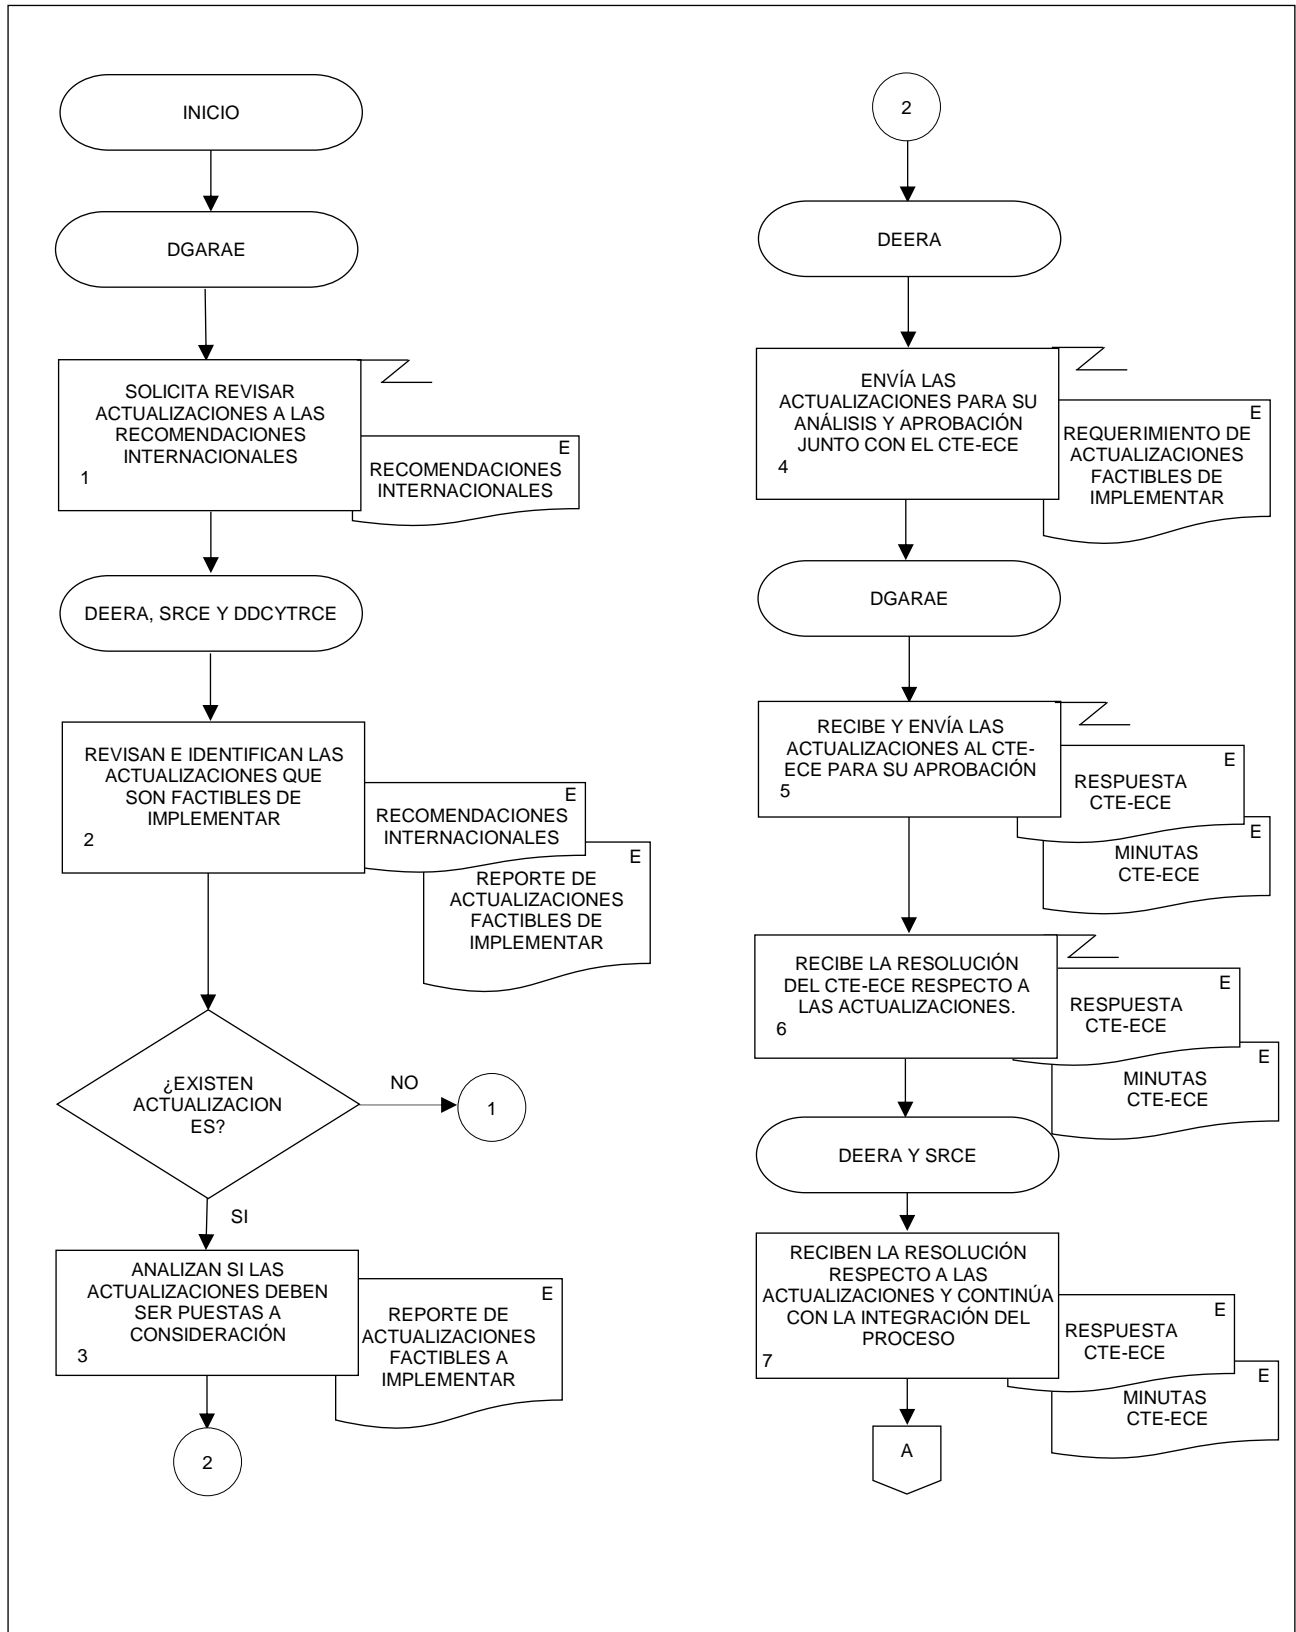 INICIO
DGARAE
SOLICITA REVISAR
ACTUALIZACIONES A LAS
RECOMENDACIONES
INTERNACIONALES
1
E
RECOMENDACIONES
INTERNACIONALES
DEERA, SRCE Y DDCYTRCE
REVISAN E IDENTIFICAN LAS
ACTUALIZACIONES QUE
SON FACTIBLES DE
IMPLEMENTAR
2
E
RECOMENDACIONES
INTERNACIONALES
E
REPORTE DE
ACTUALIZACIONES
FACTIBLES DE
IMPLEMENTAR
¿EXISTEN
ACTUALIZACION
ES?
NO
1
SI
ANALIZAN SI LAS
ACTUALIZACIONES DEBEN
SER PUESTAS A
CONSIDERACIÓN
3
E
REPORTE DE
ACTUALIZACIONES
FACTIBLES A
IMPLEMENTAR
2
2
DEERA
ENVÍA LAS
ACTUALIZACIONES PARA SU
ANÁLISIS Y APROBACIÓN
JUNTO CON EL CTE-ECE
4
E
REQUERIMIENTO DE
ACTUALIZACIONES
FACTIBLES DE
IMPLEMENTAR
DGARAE
RECIBE Y ENVÍA LAS
ACTUALIZACIONES AL CTE-
ECE PARA SU APROBACIÓN
5
E
RESPUESTA
CTE-ECE
E
MINUTAS
CTE-ECE
RECIBE LA RESOLUCIÓN
DEL CTE-ECE RESPECTO A
LAS ACTUALIZACIONES.
6
E
RESPUESTA
CTE-ECE
E
MINUTAS
CTE-ECE
DEERA Y SRCE
RECIBEN LA RESOLUCIÓN
RESPECTO A LAS
ACTUALIZACIONES Y CONTINÚA
CON LA INTEGRACIÓN DEL
PROCESO
7
E
RESPUESTA
CTE-ECE
E
MINUTAS
CTE-ECE
A